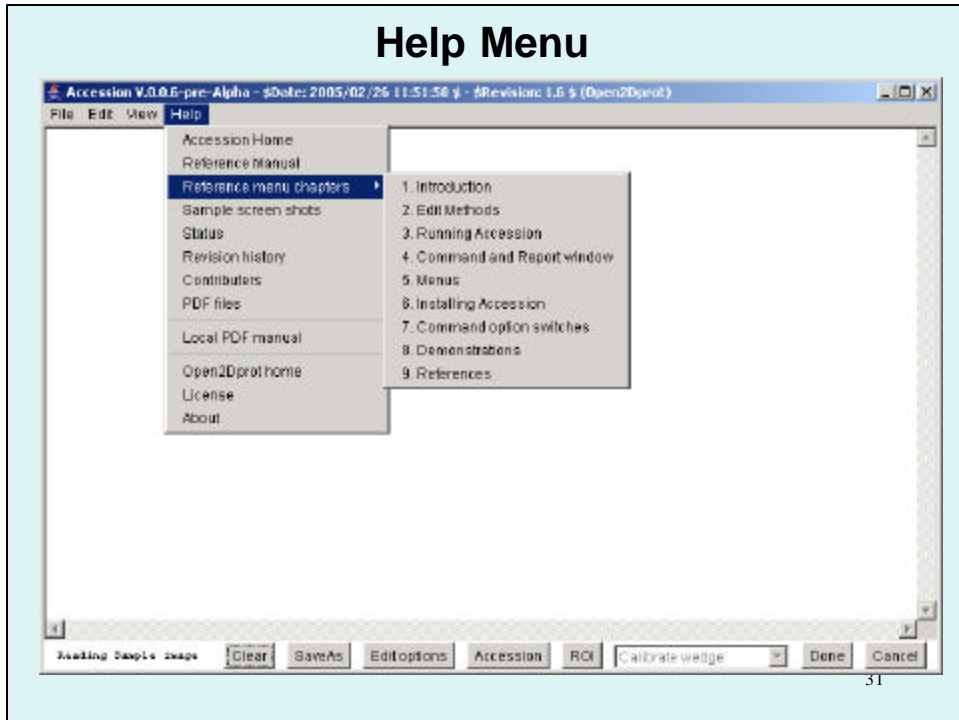 Help Menu
Accession V.0.0.6-pre-Alpha - $Date: 2005/02/26 11:51:58 $ - $Revision: 1.6 $ (Open2Dprot)
File Edit View Help
Accession Home
Reference Manual
Reference menu chapters
Sample screen shots
Status
Revision history
Contributers
PDF files
Local PDF manual
Open2Dprot home
License
About
1. Introduction
2. Edit Methods
3. Running Accession
4. Command and Report window
5. Menus
6. Installing Accession
7. Command option switches
8. Demonstrations
9. References
Reading Sample image Clear SaveAs Edit options Accession ROI Calibrate wedge Done Cancel
31